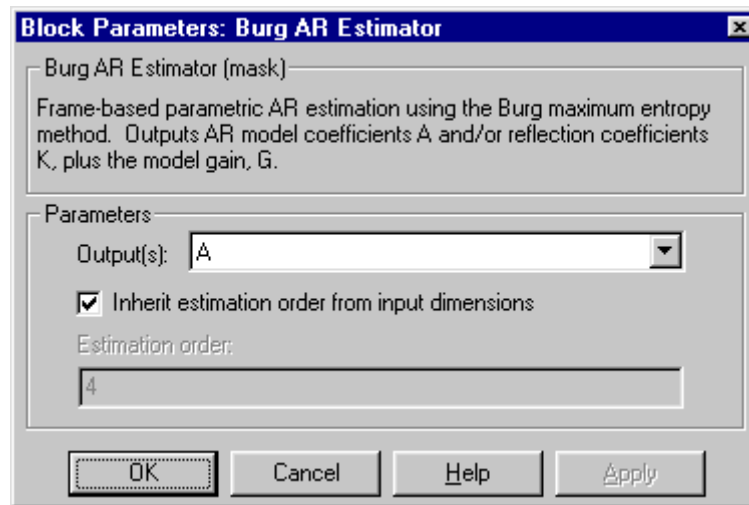 Block Parameters: Burg AR Estimator
Burg AR Estimator (mask)
Frame-based parametric AR estimation using the Burg maximum entropy
method. Outputs AR model coefficients A and/or reflection coefficients
K, plus the model gain, G.
Parameters
Output(s): A
Inherit estimation order from input dimensions
Estimation order:
4
OK Cancel Help Apply